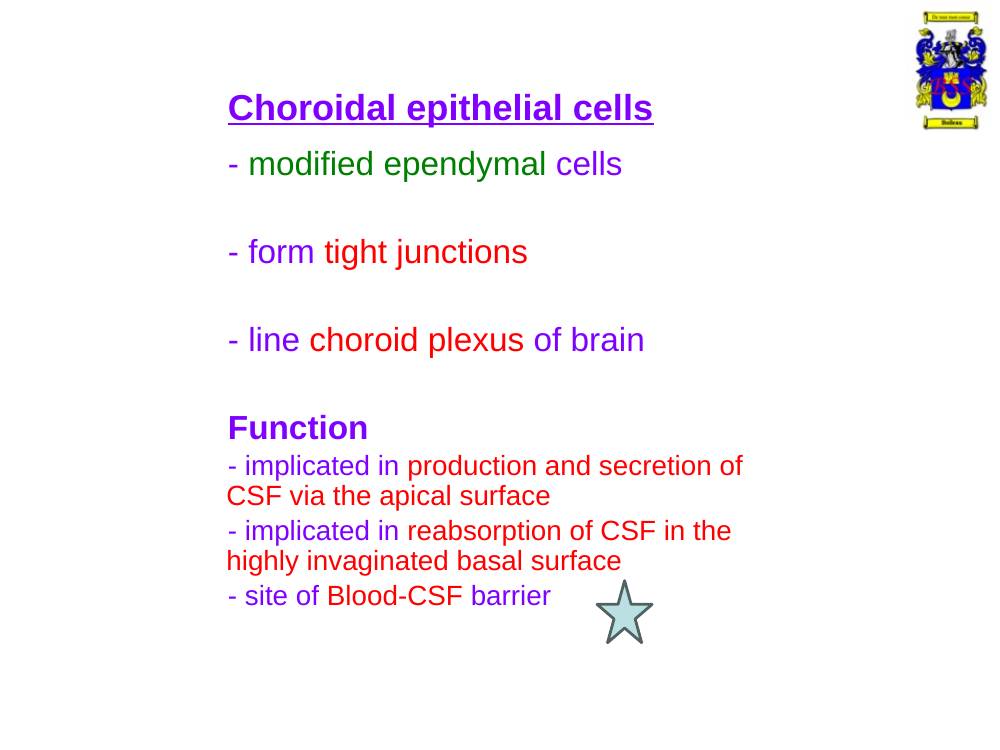 Choroidal epithelial cells
- modified ependymal cells
- form tight junctions
- line choroid plexus of brain
Function
- implicated in production and secretion of
CSF via the apical surface
- implicated in reabsorption of CSF in the
highly invaginated basal surface
- site of Blood-CSF barrier